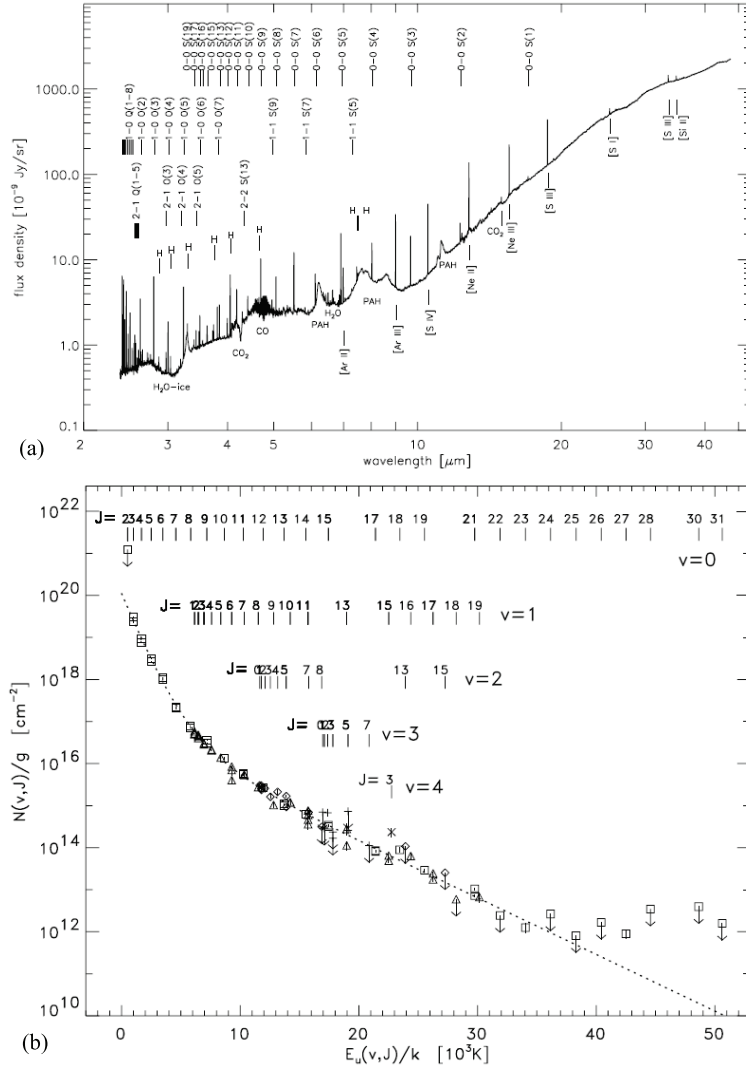 0-0 S(19)
0-0 S(17)
0-0 S(16)
0-0 S(15)
0-0 S(13)
0-0 S(12)
0-0 S(11)
0-0 S(10)
0-0 S(9)
0-0 S(8)
0-0 S(7)
0-0 S(6)
0-0 S(5)
0-0 S(4)
0-0 S(3)
0-0 S(2)
0-0 S(1)
1-0 Q(1-8)
1-0 O(2)
1-0 O(3)
1-0 O(4)
1-0 O(5)
1-0 O(6)
1-0 O(7)
1-1 S(9)
1-1 S(7)
1-1 S(5)
2-1 Q(1-5)
2-1 O(3)
2-1 O(4)
2-1 O(5)
2-2 S(13)
H H H H H H H H
1000.0
100.0
10.0
1.0
0.1
flux density [10⁻⁹ Jy/sr]
H₂O-ice
CO₂
CO
PAH
H₂O
[Ar II]
PAH
[Ar III]
[S IV]
PAH
[Ne II]
CO₂
[Ne III]
[S III]
[S I]
[S III]
[Si II]
2 3 4 5 10 20 30 40
wavelength [μm]
(a)
10²²
10²⁰
10¹⁸
10¹⁶
10¹⁴
10¹²
10¹⁰
N(v,J)/g [cm⁻²]
J= 2 3 4 5 6 7 8 9 10 11 12 13 14 15 17 18 19 21 22 23 24 25 26 27 28 30 31
v=0
J= 1 2 3 4 5 6 7 8 9 10 11 13 15 16 17 18 19
v=1
J= 0 2 3 4 5 7 8 13 15
v=2
J= 0 1 2 3 5 7
v=3
J= 3
v=4
0 10 20 30 40 50
Eᵤ(v,J)/k [10³K]
(b)